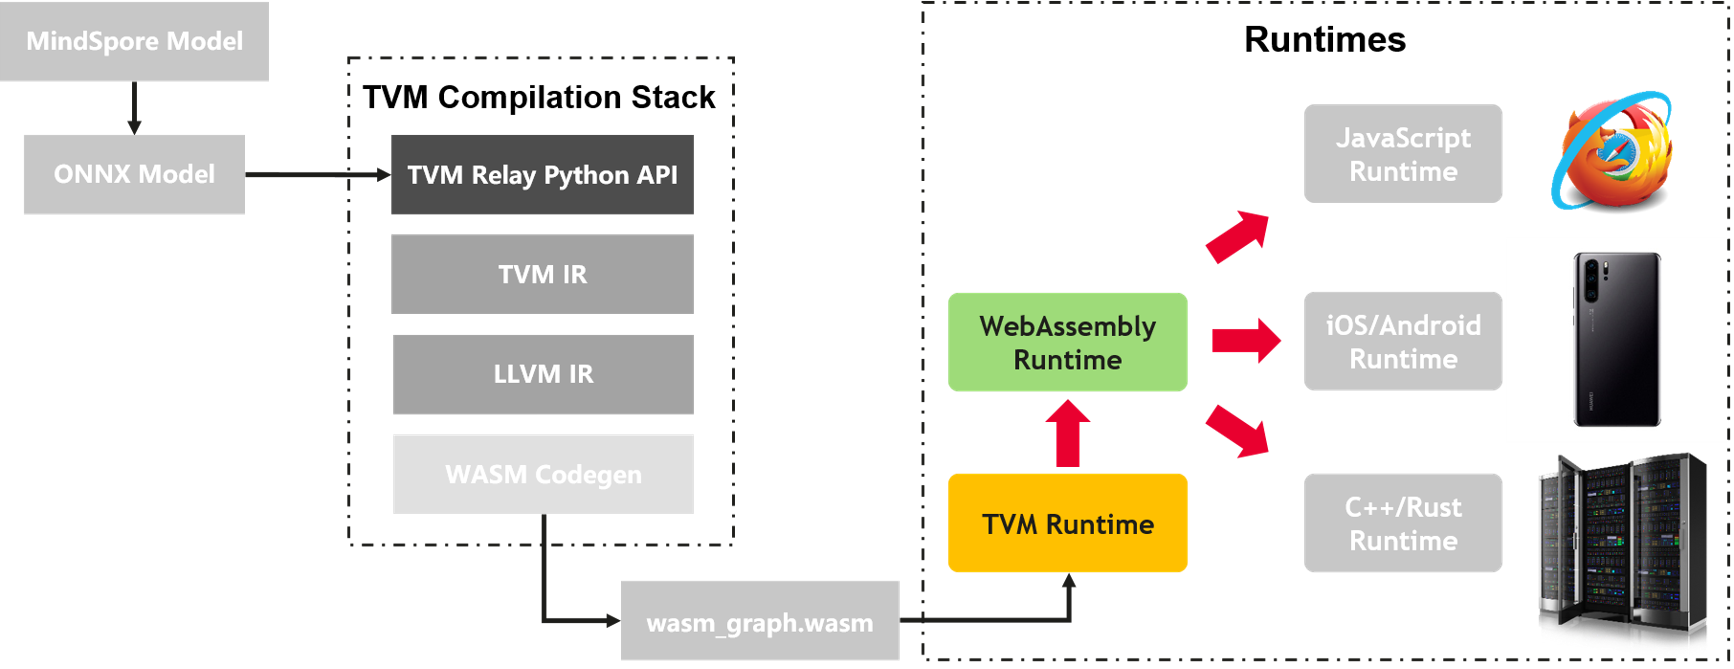 MindSpore Model
ONNX Model
TVM Compilation Stack
TVM Relay Python API
TVM IR
LLVM IR
WASM Codegen
wasm_graph.wasm
Runtimes
TVM Runtime
WebAssembly
Runtime
JavaScript
Runtime
iOS/Android
Runtime
C++/Rust
Runtime